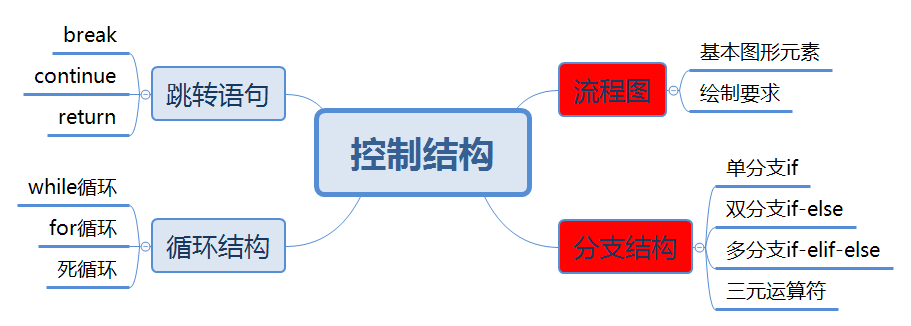 控制结构
流程图
基本图形元素
绘制要求
分支结构
单分支if
双分支if-else
多分支if-elif-else
三元运算符
跳转语句
break
continue
return
循环结构
while循环
for循环
死循环